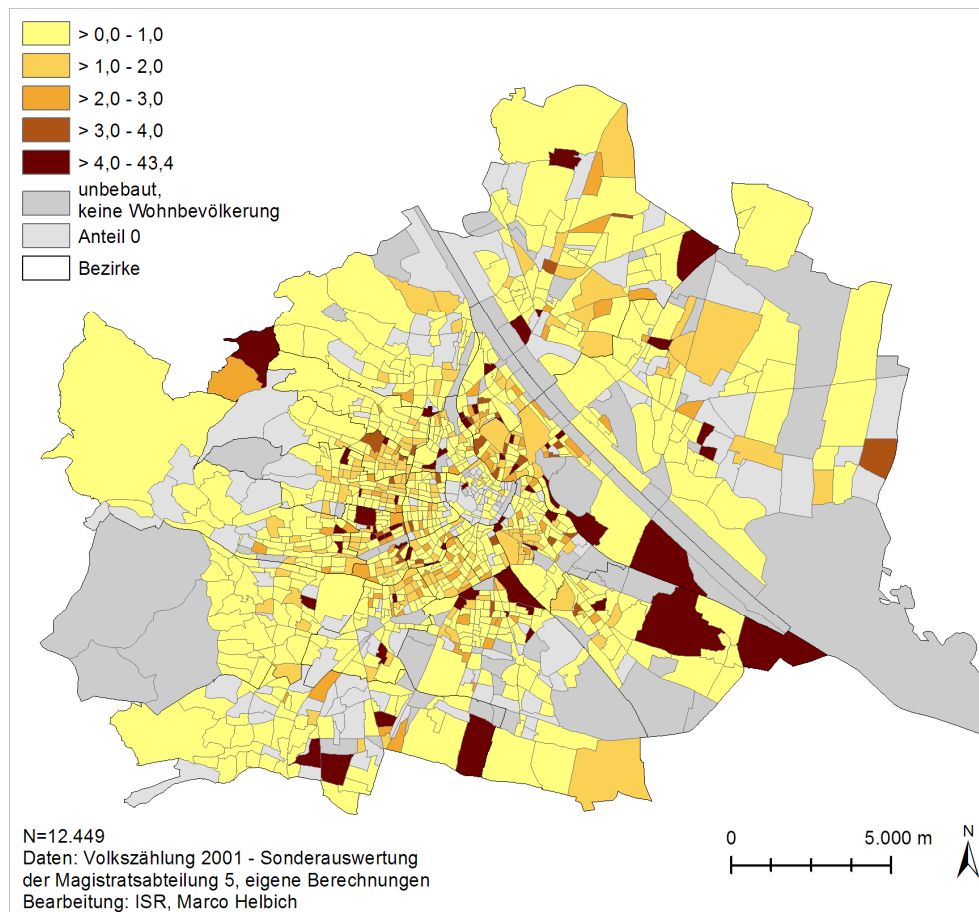 > 0,0 - 1,0
> 1,0 - 2,0
> 2,0 - 3,0
> 3,0 - 4,0
> 4,0 - 43,4
unbebaut,
keine Wohnbevölkerung
Anteil 0
Bezirke
N=12.449
Daten: Volkszählung 2001 - Sonderauswertung
der Magistratsabteilung 5, eigene Berechnungen
Bearbeitung: ISR, Marco Helbich
0 5.000 m
N